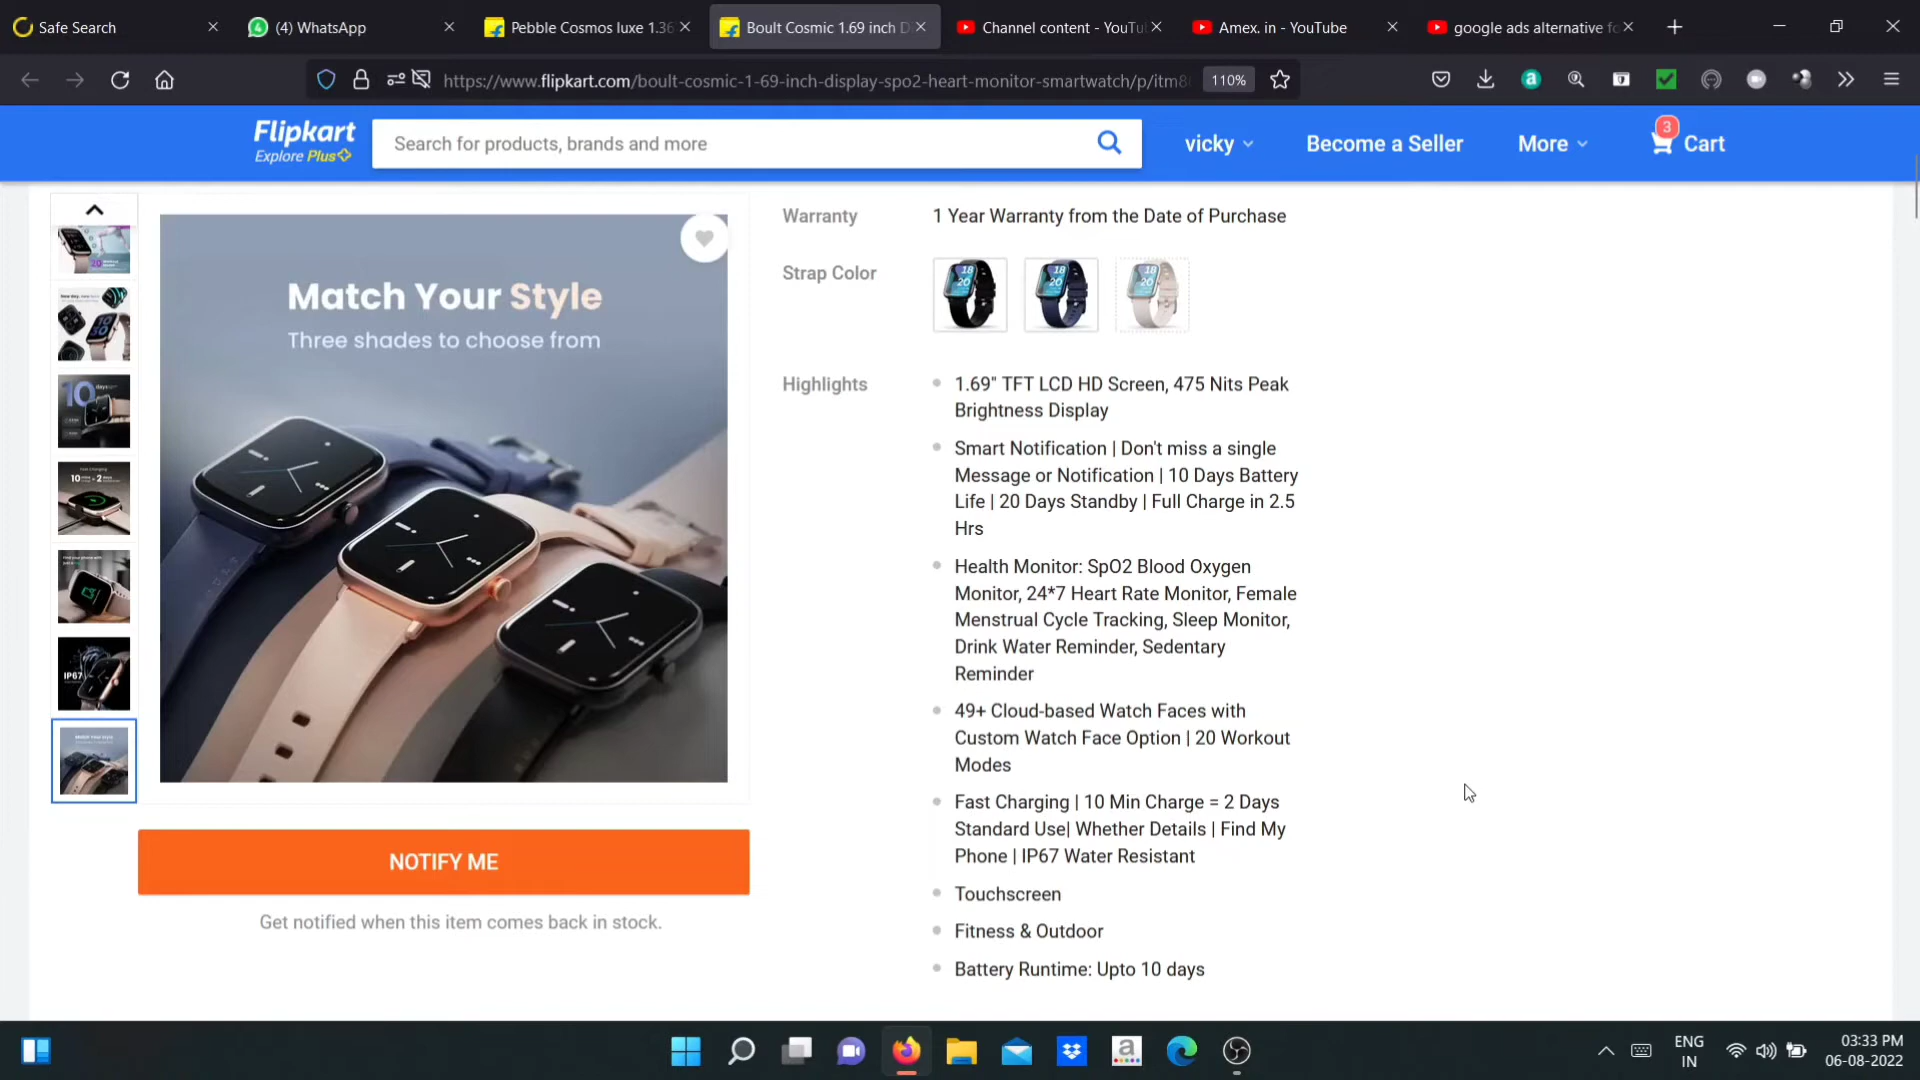 Safe Search
(4) WhatsApp
Pebble Cosmos luxe 1.36
Boult Cosmic 1.69 inch D
Channel content - YouTu
Amex. in - YouTube
google ads alternative fo
https://www.flipkart.com/boult-cosmic-1-69-inch-display-spo2-heart-monitor-smartwatch/p/itm8
110%
Flipkart
Explore Plus
Search for products, brands and more
vicky
Become a Seller
More
3
Cart
Match Your Style
Three shades to choose from
IP67
NOTIFY ME
Get notified when this item comes back in stock.
Warranty
1 Year Warranty from the Date of Purchase
Strap Color
Highlights
1.69" TFT LCD HD Screen, 475 Nits Peak
Brightness Display
Smart Notification | Don't miss a single
Message or Notification | 10 Days Battery
Life | 20 Days Standby | Full Charge in 2.5
Hrs
Health Monitor: SpO2 Blood Oxygen
Monitor, 24*7 Heart Rate Monitor, Female
Menstrual Cycle Tracking, Sleep Monitor,
Drink Water Reminder, Sedentary
Reminder
49+ Cloud-based Watch Faces with
Custom Watch Face Option | 20 Workout
Modes
Fast Charging | 10 Min Charge = 2 Days
Standard Use| Whether Details | Find My
Phone | IP67 Water Resistant
Touchscreen
Fitness & Outdoor
Battery Runtime: Upto 10 days
ENG
IN
03:33 PM
06-08-2022